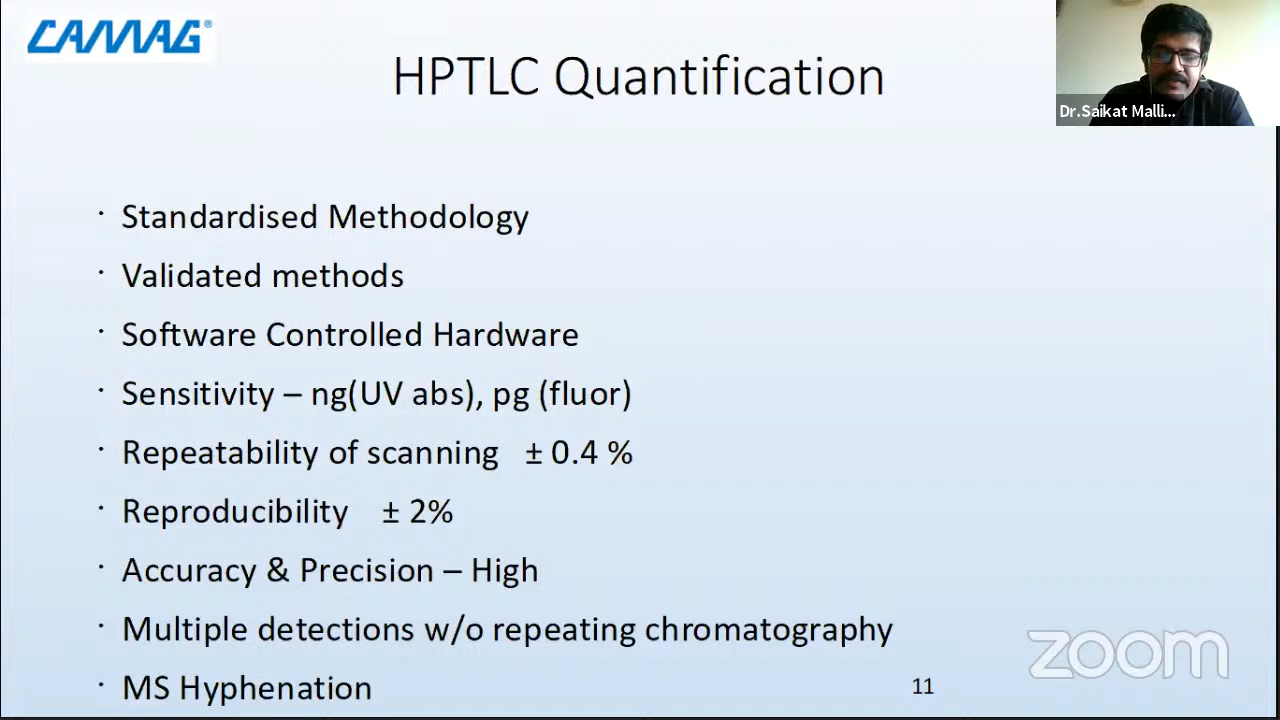 CAMAG®
HPTLC Quantification
Dr.Saikat Malli...
· Standardised Methodology
· Validated methods
· Software Controlled Hardware
· Sensitivity – ng(UV abs), pg (fluor)
· Repeatability of scanning ± 0.4 %
· Reproducibility ± 2%
· Accuracy & Precision – High
· Multiple detections w/o repeating chromatography
· MS Hyphenation
11
zoom